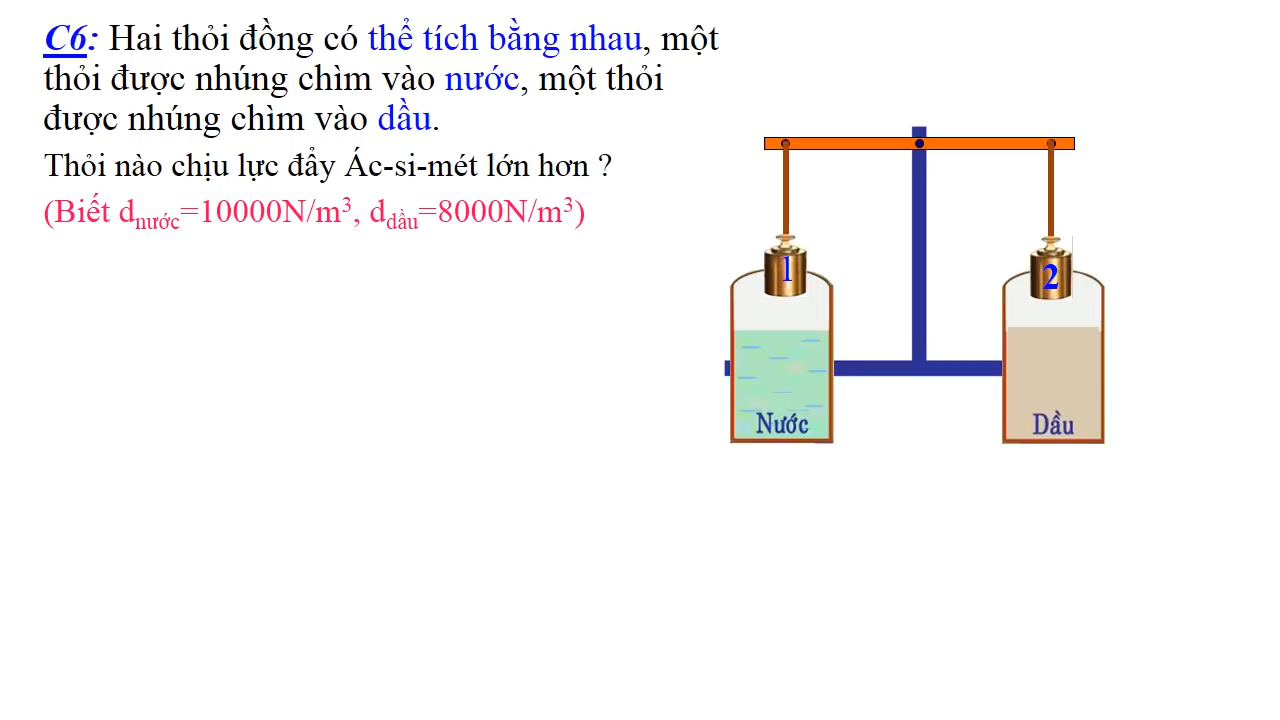 C6: Hai thỏi đồng có thể tích bằng nhau, một
thỏi được nhúng chìm vào nước, một thỏi
được nhúng chìm vào dầu.
Thỏi nào chịu lực đẩy Ác-si-mét lớn hơn ?
(Biết dnước=10000N/m³, ddầu=8000N/m³)
1
2
Nước
Dầu